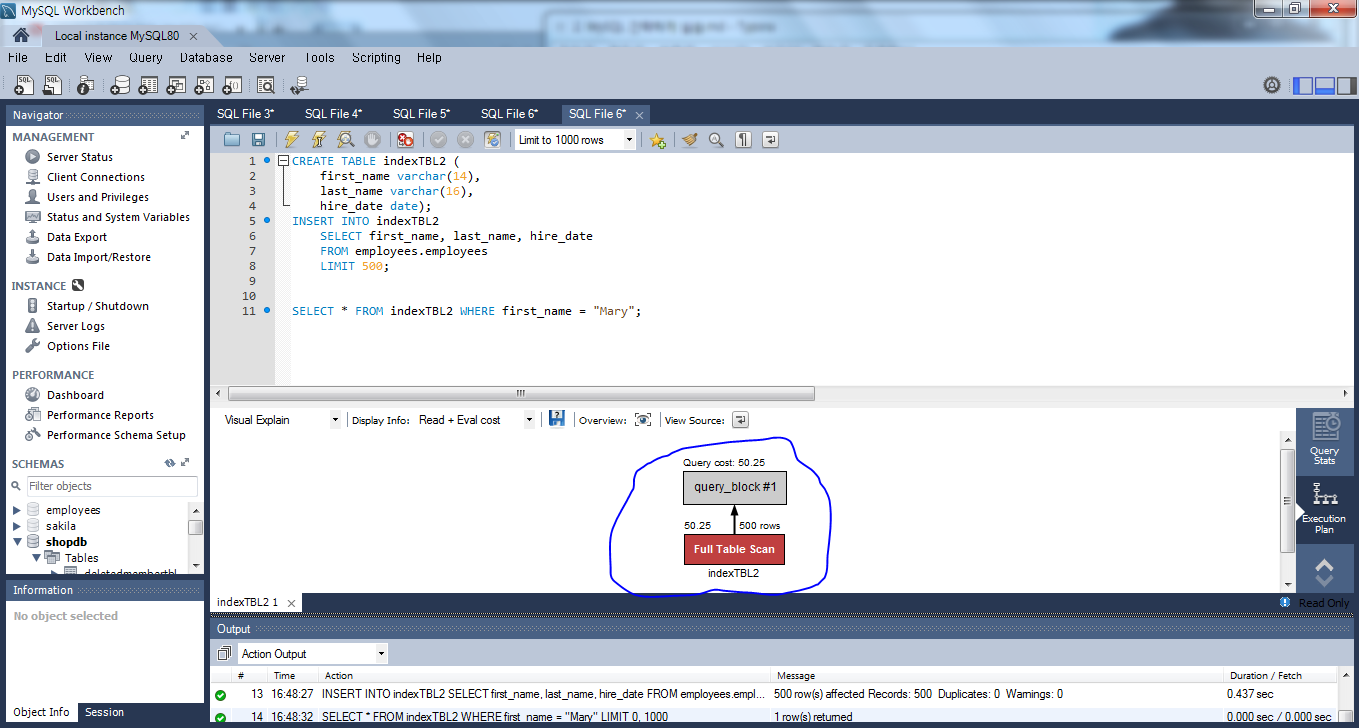 MySQL Workbench
Local instance MySQL80
File Edit View Query Database Server Tools Scripting Help
Navigator
MANAGEMENT
Server Status
Client Connections
Users and Privileges
Status and System Variables
Data Export
Data Import/Restore
INSTANCE
Startup / Shutdown
Server Logs
Options File
PERFORMANCE
Dashboard
Performance Reports
Performance Schema Setup
SCHEMAS
Filter objects
employees
sakila
shopdb
Tables
deletedmembertbl
Information
No object selected
Object Info Session
SQL File 3* SQL File 4* SQL File 5* SQL File 6* SQL File 6*
Limit to 1000 rows
1 CREATE TABLE indexTBL2 (
2 first_name varchar(14),
3 last_name varchar(16),
4 hire_date date);
5 INSERT INTO indexTBL2
6 SELECT first_name, last_name, hire_date
7 FROM employees.employees
8 LIMIT 500;
9
10
11 SELECT * FROM indexTBL2 WHERE first_name = "Mary";
Visual Explain Display Info: Read + Eval cost Overview: View Source:
Query cost: 50.25
query_block #1
50.25 500 rows
Full Table Scan
indexTBL2
Query
Stats
Execution
Plan
indexTBL2 1
Read Only
Output
Action Output
# Time Action Message Duration / Fetch
13 16:48:27 INSERT INTO indexTBL2 SELECT first_name, last_name, hire_date FROM employees.empl... 500 row(s) affected Records: 500 Duplicates: 0 Warnings: 0 0.437 sec
14 16:48:32 SELECT * FROM indexTBL2 WHERE first_name = "Mary" LIMIT 0, 1000 1 row(s) returned 0.000 sec / 0.000 sec